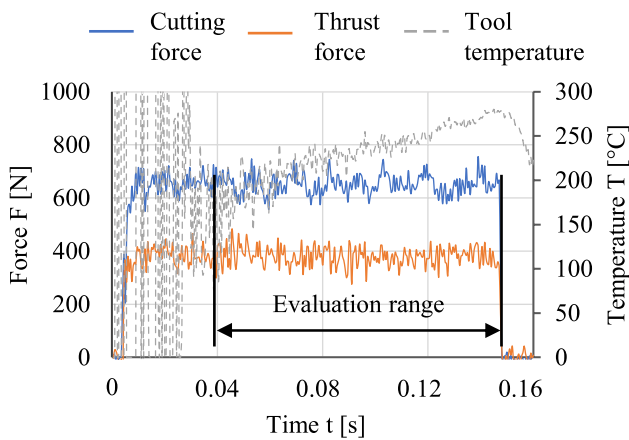 Cutting force
Thrust force
Tool temperature
1000
800
600
400
200
0
Force F [N]
300
250
200
150
100
50
0
Temperature T [°C]
Evaluation range
0
0.04
0.08
0.12
0.16
Time t [s]